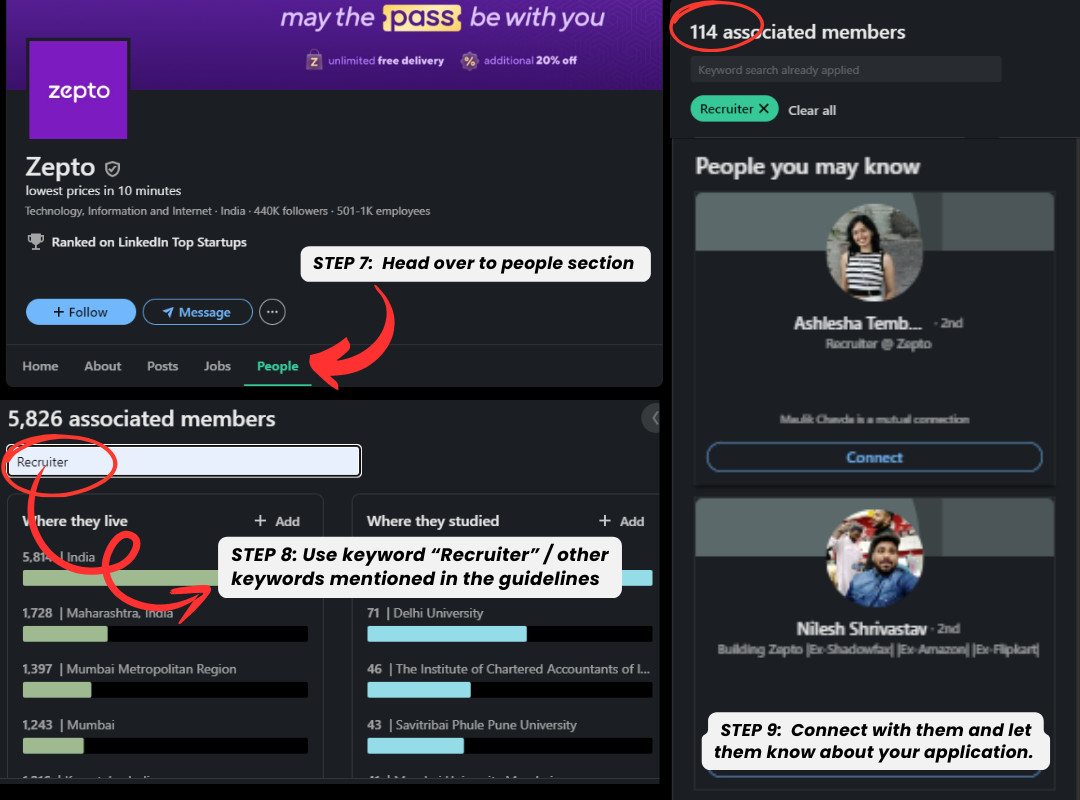 may the pass be with you
unlimited free delivery
additional 20% off
zepto
Zepto
lowest prices in 10 minutes
Technology, Information and Internet · India · 440K followers · 501-1K employees
Ranked on LinkedIn Top Startups
STEP 7: Head over to people section
+ Follow
Message
Home About Posts Jobs People
5,826 associated members
Recruiter
Where they live + Add
Where they studied + Add
India
STEP 8: Use keyword “Recruiter” / other
keywords mentioned in the guidelines
1,728 | Maharashtra, India
71 | Delhi University
1,397 | Mumbai Metropolitan Region
46 | The Institute of Chartered Accountants of I...
1,243 | Mumbai
43 | Savitribai Phule Pune University
114 associated members
Keyword search already applied
Recruiter X Clear all
People you may know
Ashlesha Temb... · 2nd
Recruiter @ Zepto
Maulik Chavda is a mutual connection
Connect
Nilesh Shrivastav · 2nd
Building Zepto |Ex-Shadowfax| |Ex-Amazon| |Ex-Flipkart|
STEP 9: Connect with them and let
them know about your application.